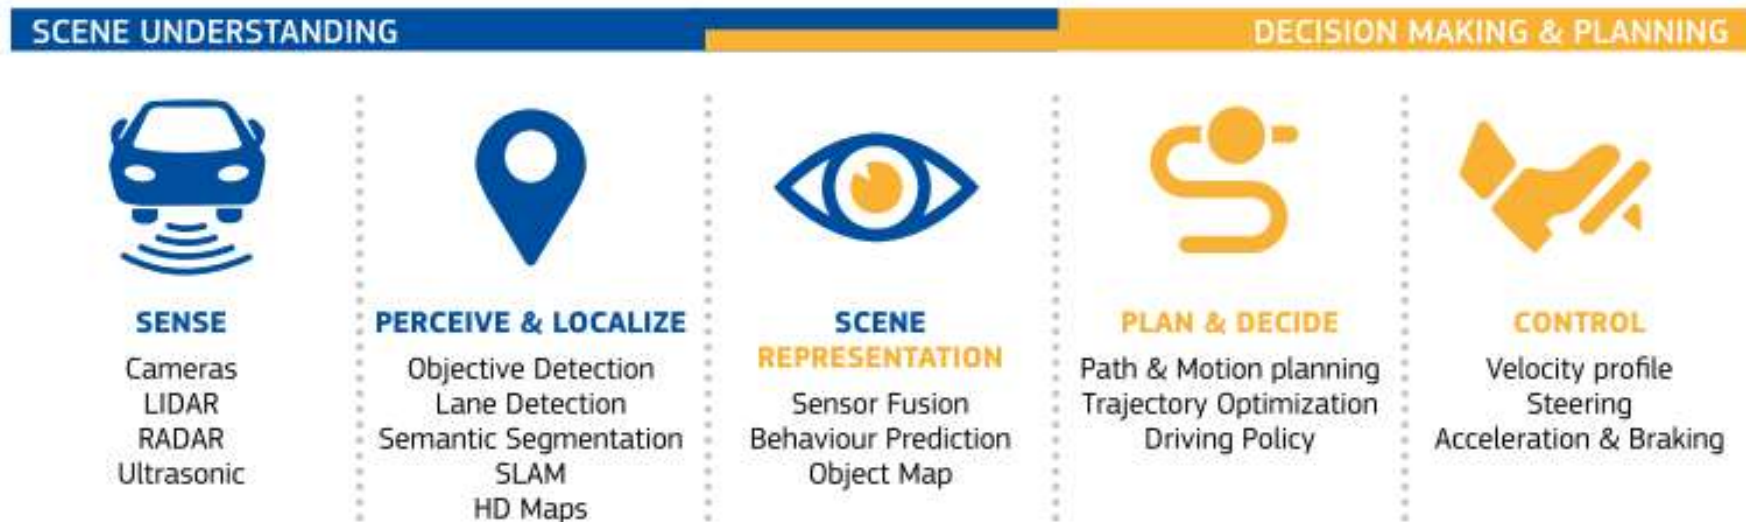 SCENE UNDERSTANDING
DECISION MAKING & PLANNING
SENSE
Cameras
LIDAR
RADAR
Ultrasonic
PERCEIVE & LOCALIZE
Objective Detection
Lane Detection
Semantic Segmentation
SLAM
HD Maps
SCENE
REPRESENTATION
Sensor Fusion
Behaviour Prediction
Object Map
PLAN & DECIDE
Path & Motion planning
Trajectory Optimization
Driving Policy
CONTROL
Velocity profile
Steering
Acceleration & Braking